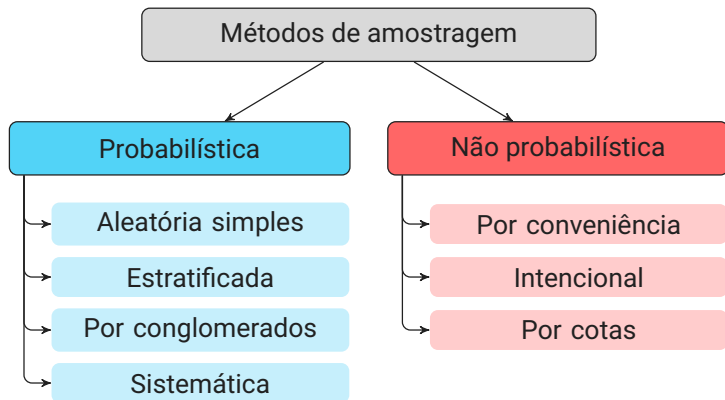 Métodos de amostragem
Probabilística
Aleatória simples
Estratificada
Por conglomerados
Sistemática
Não probabilística
Por conveniência
Intencional
Por cotas